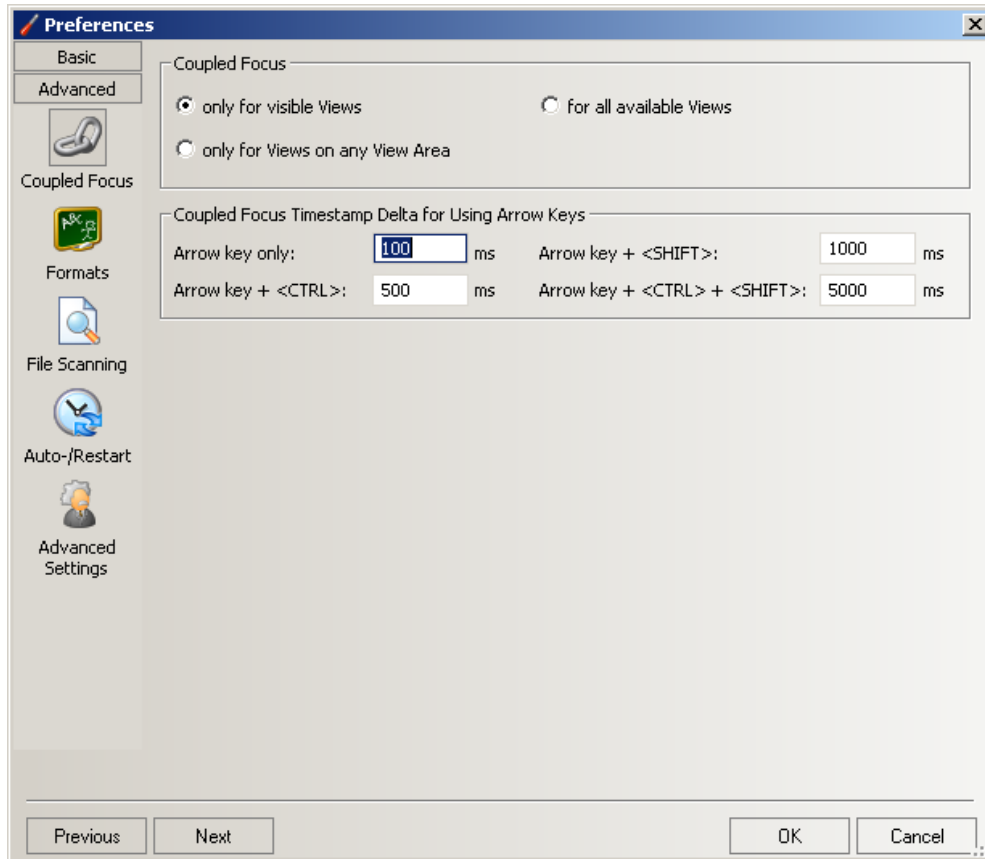 Preferences
Basic
Advanced
Coupled Focus
Formats
File Scanning
Auto-/Restart
Advanced
Settings
Coupled Focus
only for visible Views
for all available Views
only for Views on any View Area
Coupled Focus Timestamp Delta for Using Arrow Keys
Arrow key only: 100 ms Arrow key + <SHIFT>: 1000 ms
Arrow key + <CTRL>: 500 ms Arrow key + <CTRL> + <SHIFT>: 5000 ms
Previous Next OK Cancel